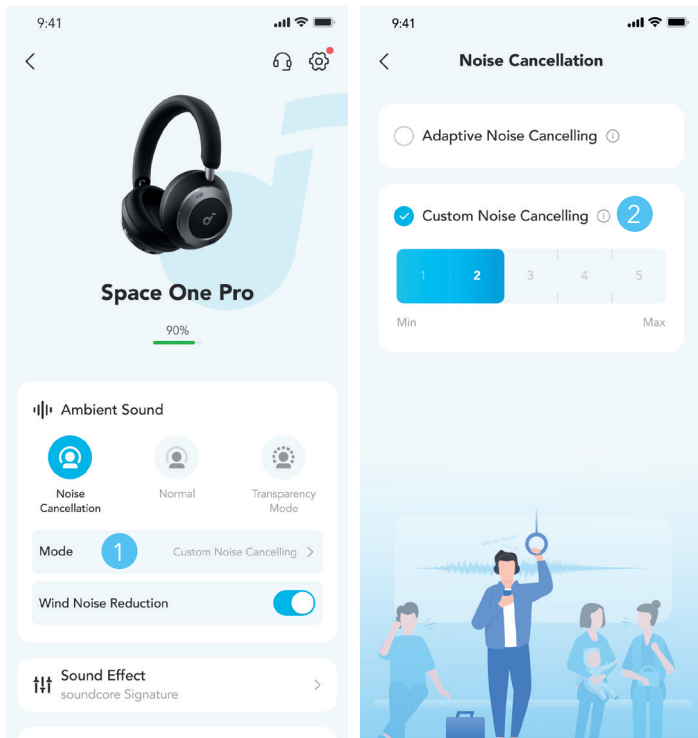 9:41
Space One Pro
90%
Ambient Sound
Noise
Cancellation
Normal
Transparency
Mode
Mode 1 Custom Noise Cancelling
Wind Noise Reduction
Sound Effect
soundcore Signature
9:41
Noise Cancellation
Adaptive Noise Cancelling
Custom Noise Cancelling 2
1 2 3 4 5
Min Max